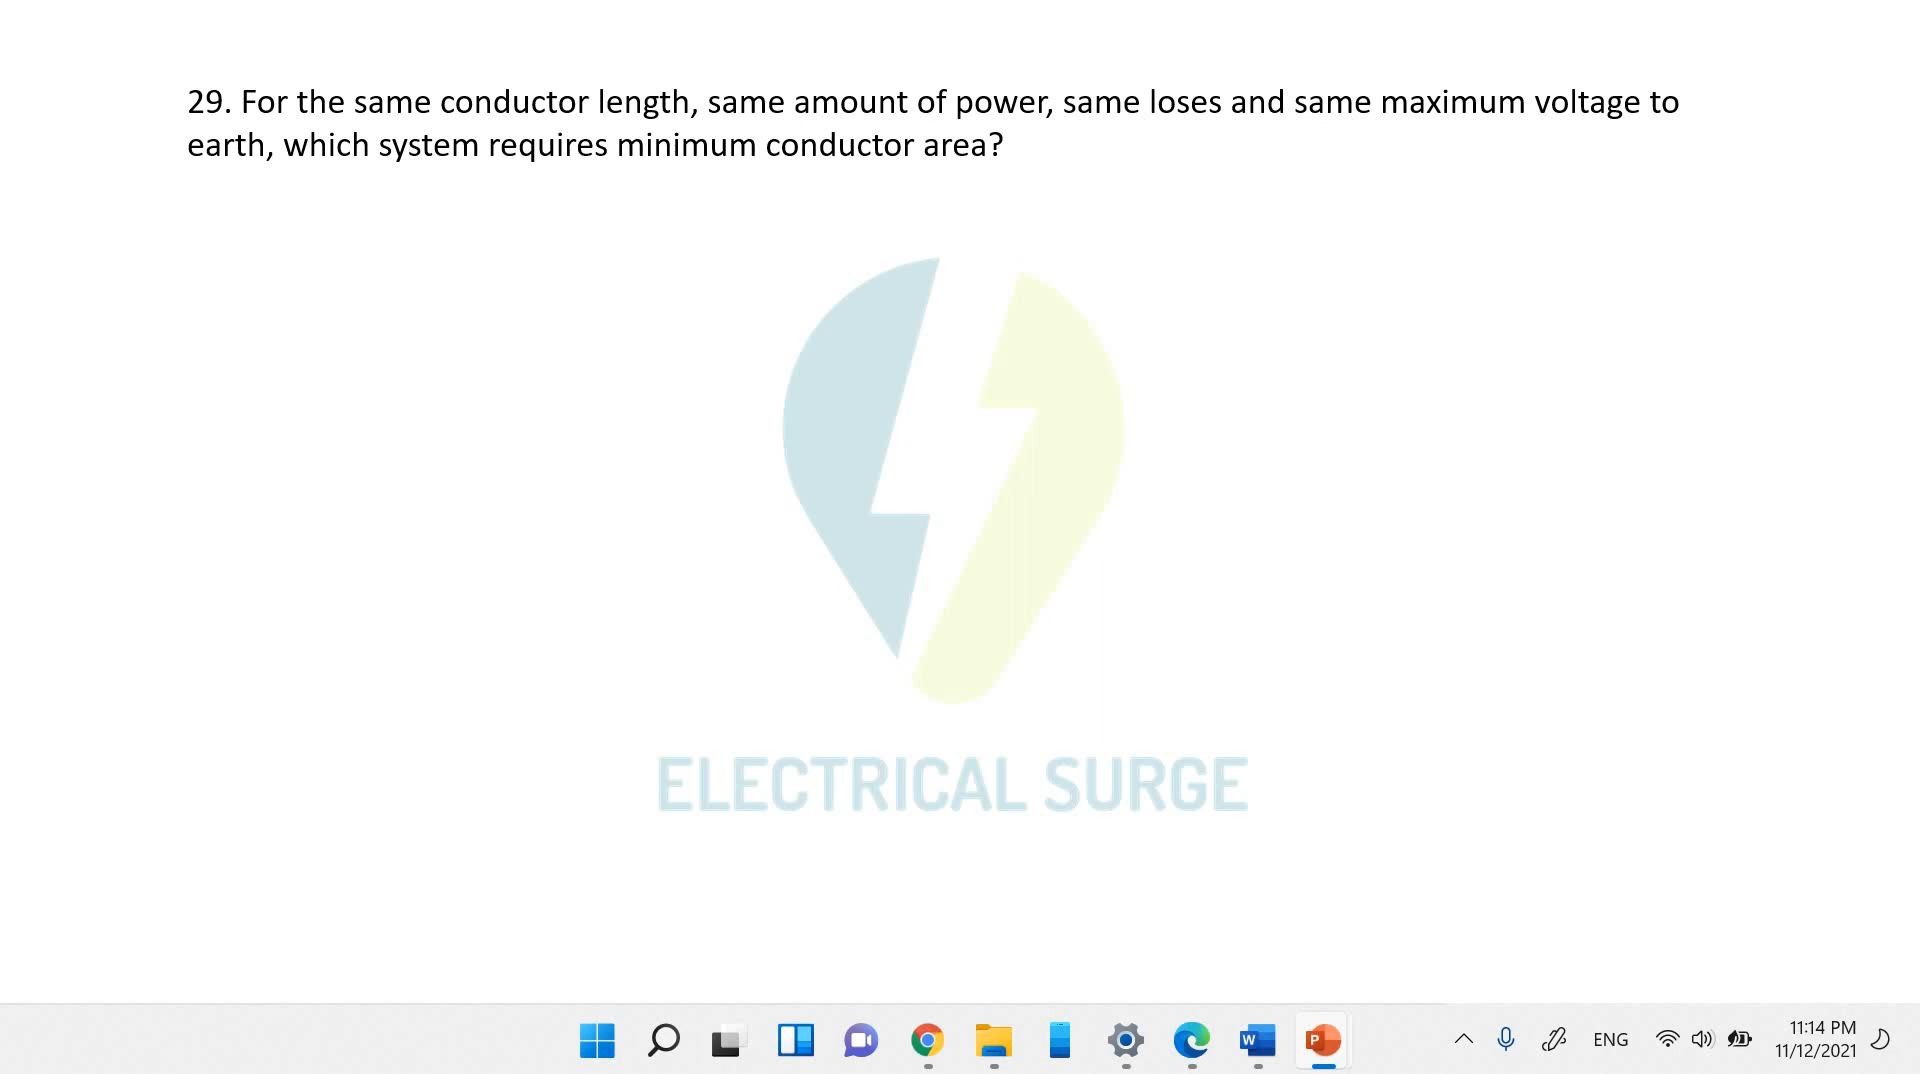 29. For the same conductor length, same amount of power, same loses and same maximum voltage to
earth, which system requires minimum conductor area?
ELECTRICAL SURGE
ENG
11:14 PM
11/12/2021